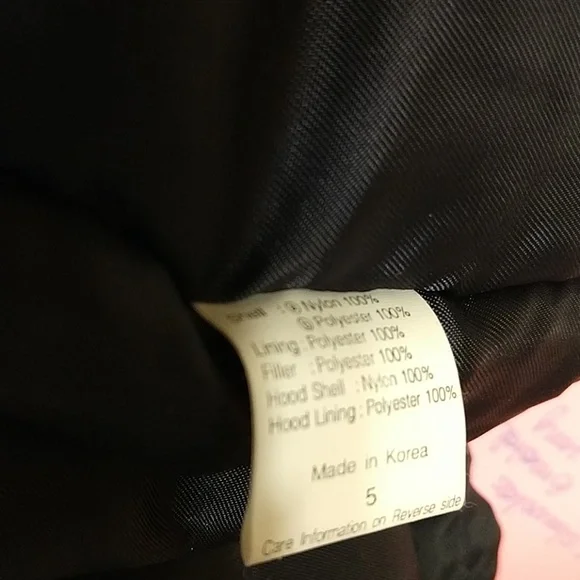 Shell : ⓐ Nylon 100%
ⓑ Polyester 100%
Lining : Polyester 100%
Filler : Polyester 100%
Hood Shell : Nylon 100%
Hood Lining : Polyester 100%
Made in Korea
5
Care Information on Reverse side